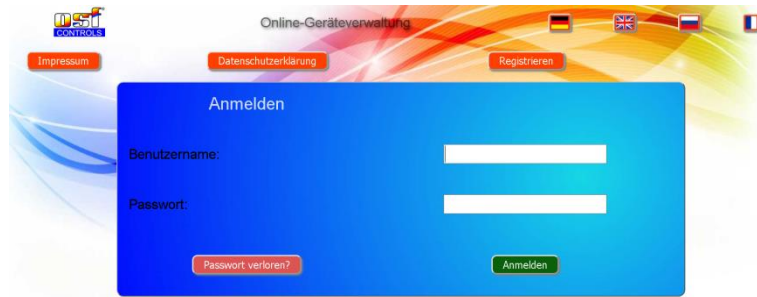 osf
CONTROLS
Online-Geräteverwaltung
Impressum
Datenschutzerklärung
Registrieren
Anmelden
Benutzername:
Passwort:
Passwort verloren?
Anmelden